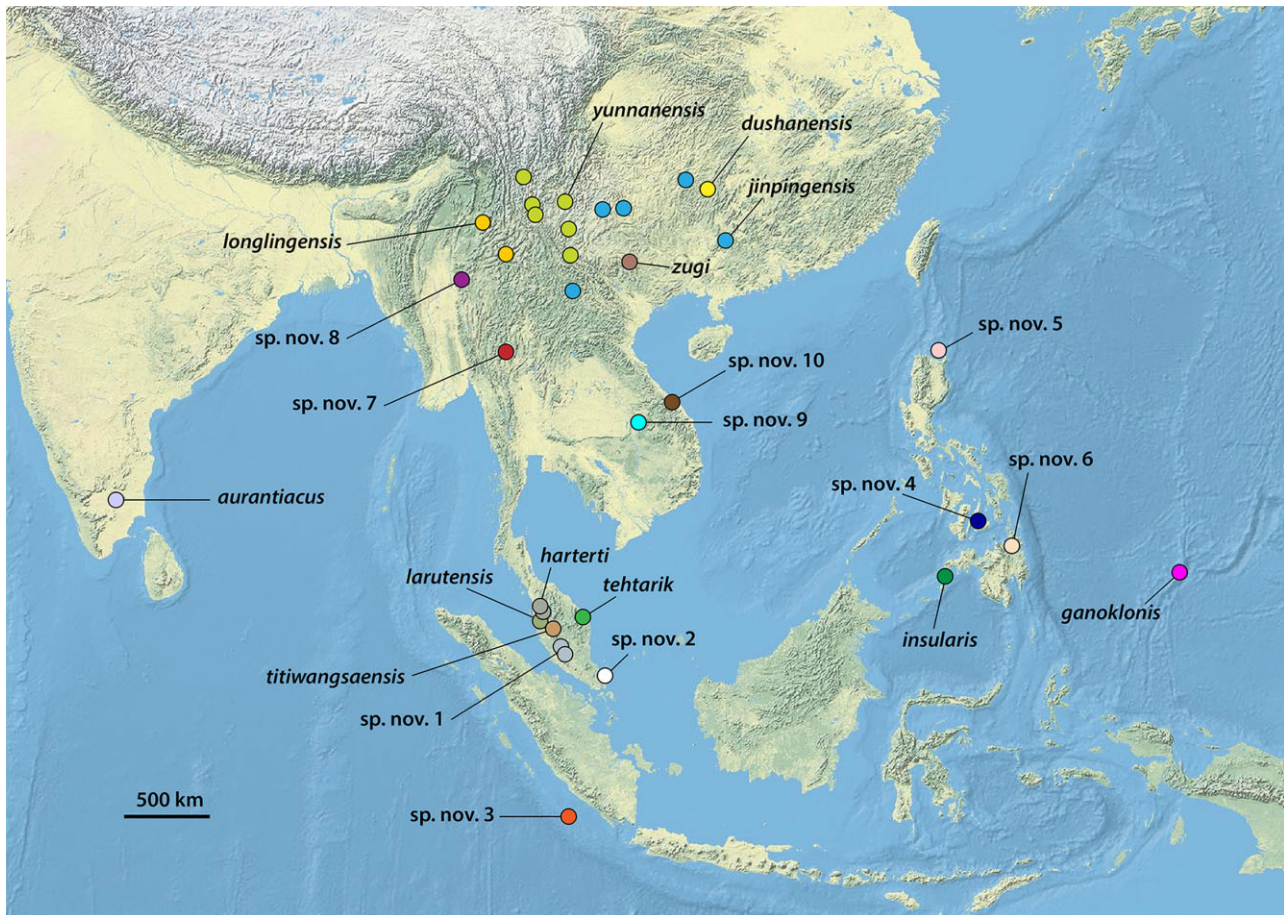 yunnanensis
dushanensis
jinpingensis
longlingensis
zugi
sp. nov. 8
sp. nov. 5
sp. nov. 10
sp. nov. 7
sp. nov. 9
sp. nov. 6
sp. nov. 4
aurantiacus
harterti
larutensis
tehtarik
ganoklonis
insularis
sp. nov. 2
titiwangsaensis
sp. nov. 1
500 km
sp. nov. 3